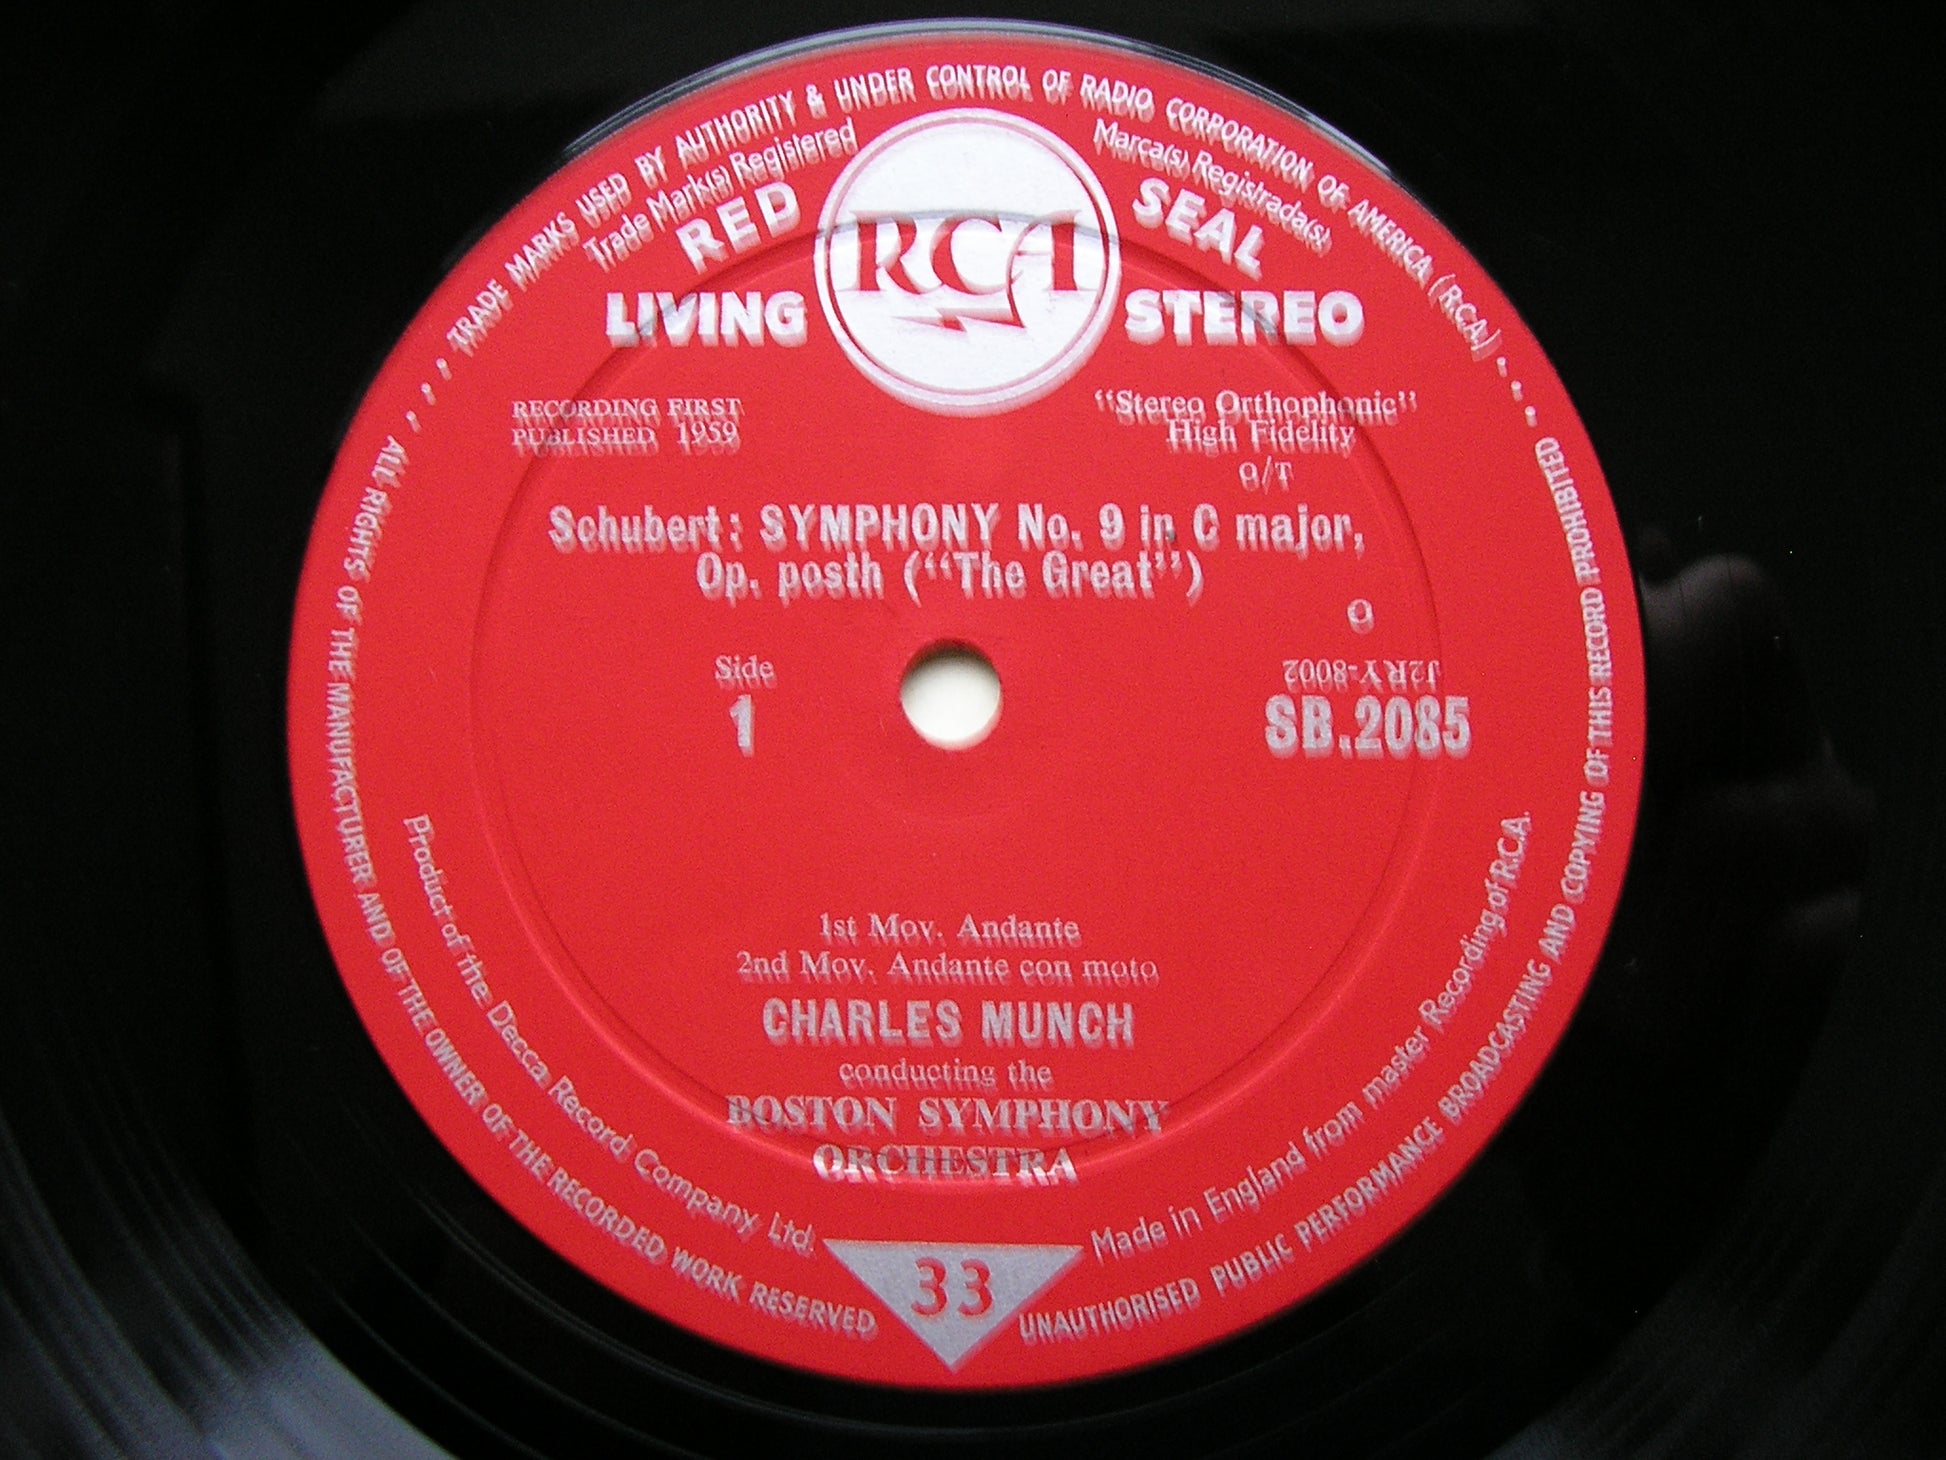 TRADE MARKS USED BY AUTHORITY & UNDER CONTROL OF RADIO CORPORATION OF AMERICA (RCA)
Trade Mark(s) Registered
Marca(s) Registrada(s)
RED SEAL
RCA
LIVING STEREO
RECORDING FIRST
PUBLISHED 1959
"Stereo Orthophonic"
High Fidelity
O/T
Schubert: SYMPHONY No. 9 in C major,
Op. posth ("The Great")
O
Side
1
J2RY-8002
SB.2085
1st Mov. Andante
2nd Mov. Andante con moto
CHARLES MUNCH
conducting the
BOSTON SYMPHONY
ORCHESTRA
Product of the Decca Record Company Ltd.
33
Made in England from master Recording of R.C.A.
ALL RIGHTS OF THE MANUFACTURER AND OF THE OWNER OF THE RECORDED WORK RESERVED
UNAUTHORISED PUBLIC PERFORMANCE BROADCASTING AND COPYING OF THIS RECORD PROHIBITED